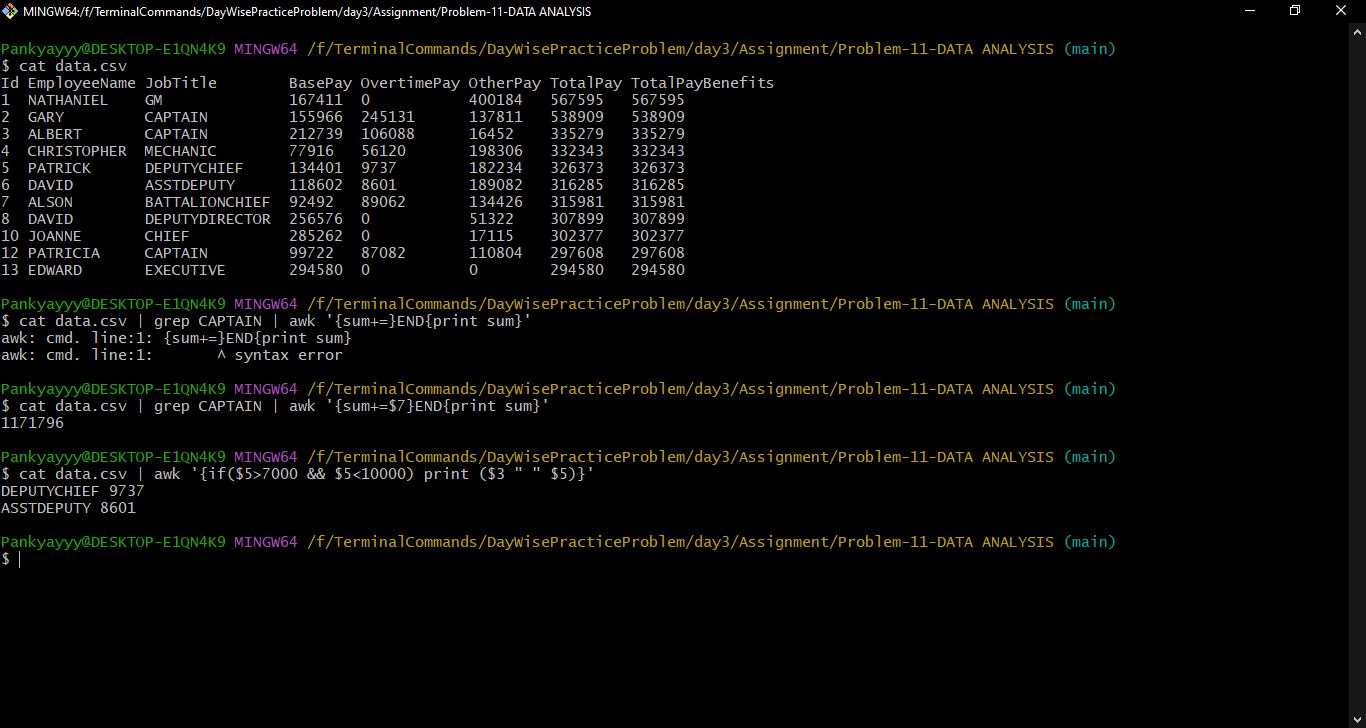 MINGW64:/f/TerminalCommands/DayWisePracticeProblem/day3/Assignment/Problem-11-DATA ANALYSIS
Pankyayyy@DESKTOP-E1QN4K9 MINGW64 /f/TerminalCommands/DayWisePracticeProblem/day3/Assignment/Problem-11-DATA ANALYSIS (main)
$ cat data.csv
Id EmployeeName JobTitle        BasePay OvertimePay OtherPay TotalPay TotalPayBenefits
1  NATHANIEL    GM              167411  0           400184   567595   567595
2  GARY         CAPTAIN         155966  245131      137811   538909   538909
3  ALBERT       CAPTAIN         212739  106088      16452    335279   335279
4  CHRISTOPHER  MECHANIC        77916   56120       198306   332343   332343
5  PATRICK      DEPUTYCHIEF     134401  9737        182234   326373   326373
6  DAVID        ASSTDEPUTY      118602  8601        189082   316285   316285
7  ALSON        BATTALIONCHIEF  92492   89062       134426   315981   315981
8  DAVID        DEPUTYDIRECTOR  256576  0           51322    307899   307899
10 JOANNE       CHIEF           285262  0           17115    302377   302377
12 PATRICIA     CAPTAIN         99722   87082       110804   297608   297608
13 EDWARD       EXECUTIVE       294580  0           0        294580   294580
Pankyayyy@DESKTOP-E1QN4K9 MINGW64 /f/TerminalCommands/DayWisePracticeProblem/day3/Assignment/Problem-11-DATA ANALYSIS (main)
$ cat data.csv | grep CAPTAIN | awk '{sum+=}END{print sum}'
awk: cmd. line:1: {sum+=}END{print sum}
awk: cmd. line:1:       ^ syntax error
Pankyayyy@DESKTOP-E1QN4K9 MINGW64 /f/TerminalCommands/DayWisePracticeProblem/day3/Assignment/Problem-11-DATA ANALYSIS (main)
$ cat data.csv | grep CAPTAIN | awk '{sum+=$7}END{print sum}'
1171796
Pankyayyy@DESKTOP-E1QN4K9 MINGW64 /f/TerminalCommands/DayWisePracticeProblem/day3/Assignment/Problem-11-DATA ANALYSIS (main)
$ cat data.csv | awk '{if($5>7000 && $5<10000) print ($3 " " $5)}'
DEPUTYCHIEF 9737
ASSTDEPUTY 8601
Pankyayyy@DESKTOP-E1QN4K9 MINGW64 /f/TerminalCommands/DayWisePracticeProblem/day3/Assignment/Problem-11-DATA ANALYSIS (main)
$